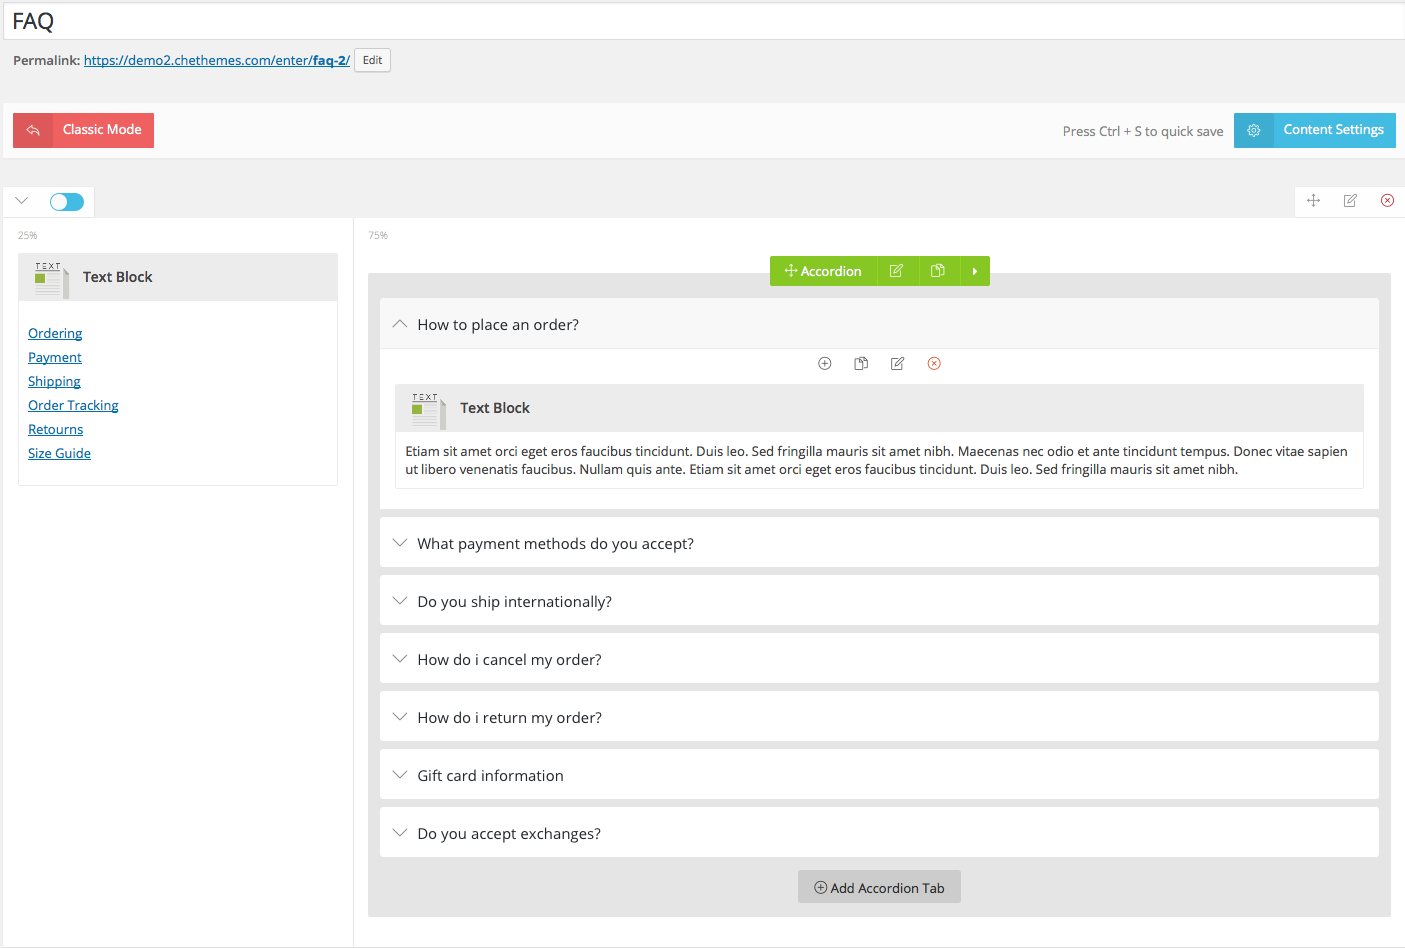 FAQ
Permalink: https://demo2.chethemes.com/enter/faq-2/ Edit
Classic Mode
Press Ctrl + S to quick save
Content Settings
25%
TEXT
Text Block
Ordering
Payment
Shipping
Order Tracking
Retourns
Size Guide
75%
Accordion
How to place an order?
TEXT
Text Block
Etiam sit amet orci eget eros faucibus tincidunt. Duis leo. Sed fringilla mauris sit amet nibh. Maecenas nec odio et ante tincidunt tempus. Donec vitae sapien
ut libero venenatis faucibus. Nullam quis ante. Etiam sit amet orci eget eros faucibus tincidunt. Duis leo. Sed fringilla mauris sit amet nibh.
What payment methods do you accept?
Do you ship internationally?
How do i cancel my order?
How do i return my order?
Gift card information
Do you accept exchanges?
Add Accordion Tab